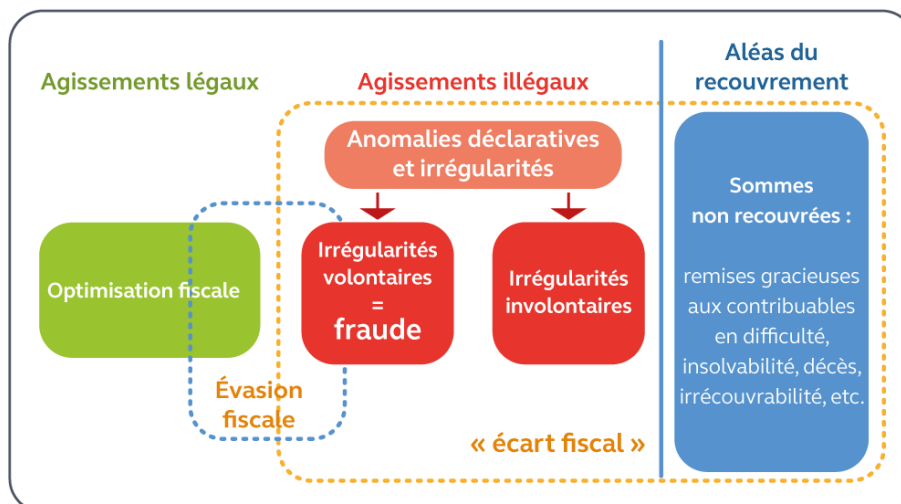 Agissements légaux
Agissements illégaux
Aléas du
recouvrement
Anomalies déclaratives
et irrégularités
Optimisation fiscale
Irrégularités
volontaires
=
fraude
Irrégularités
involontaires
Sommes
non recouvrées :
remises gracieuses
aux contribuables
en difficulté,
insolvabilité, décès,
irrécouvrabilité, etc.
Évasion
fiscale
« écart fiscal »